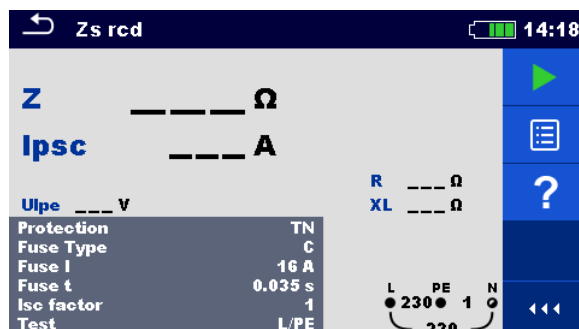 Zs rcd 14:18
Z ___ Ω
Ipsc ___ A
R ___ Ω
Ulpe ___ V XL ___ Ω
?
Protection TN
Fuse Type C
Fuse I 16 A
Fuse t 0.035 s
Isc factor 1
Test L/PE
L PE N
230 1
230